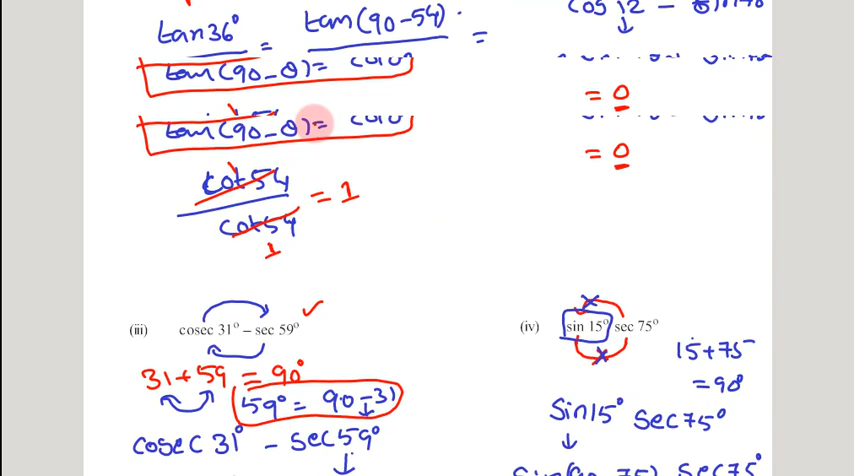 tan36° = tan(90-54) =
tan(90-θ)=
tan(90-θ)=
cot54
cot54
= 1
1
cos 12 -
= 0
= 0
(iii) cosec 31° – sec 59°
31+59 = 90°
59° = 90-31
cosec 31° - sec59°
(iv) sin 15° sec 75°
15+75
=90°
Sin15° Sec75°